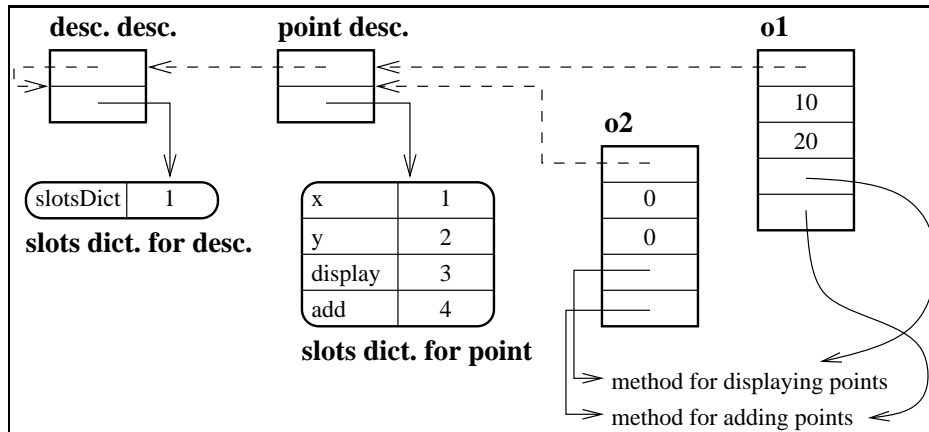 desc. desc.
point desc.
o1
10
20
o2
0
0
slotsDict 1
slots dict. for desc.
x 1
y 2
display 3
add 4
slots dict. for point
method for displaying points
method for adding points